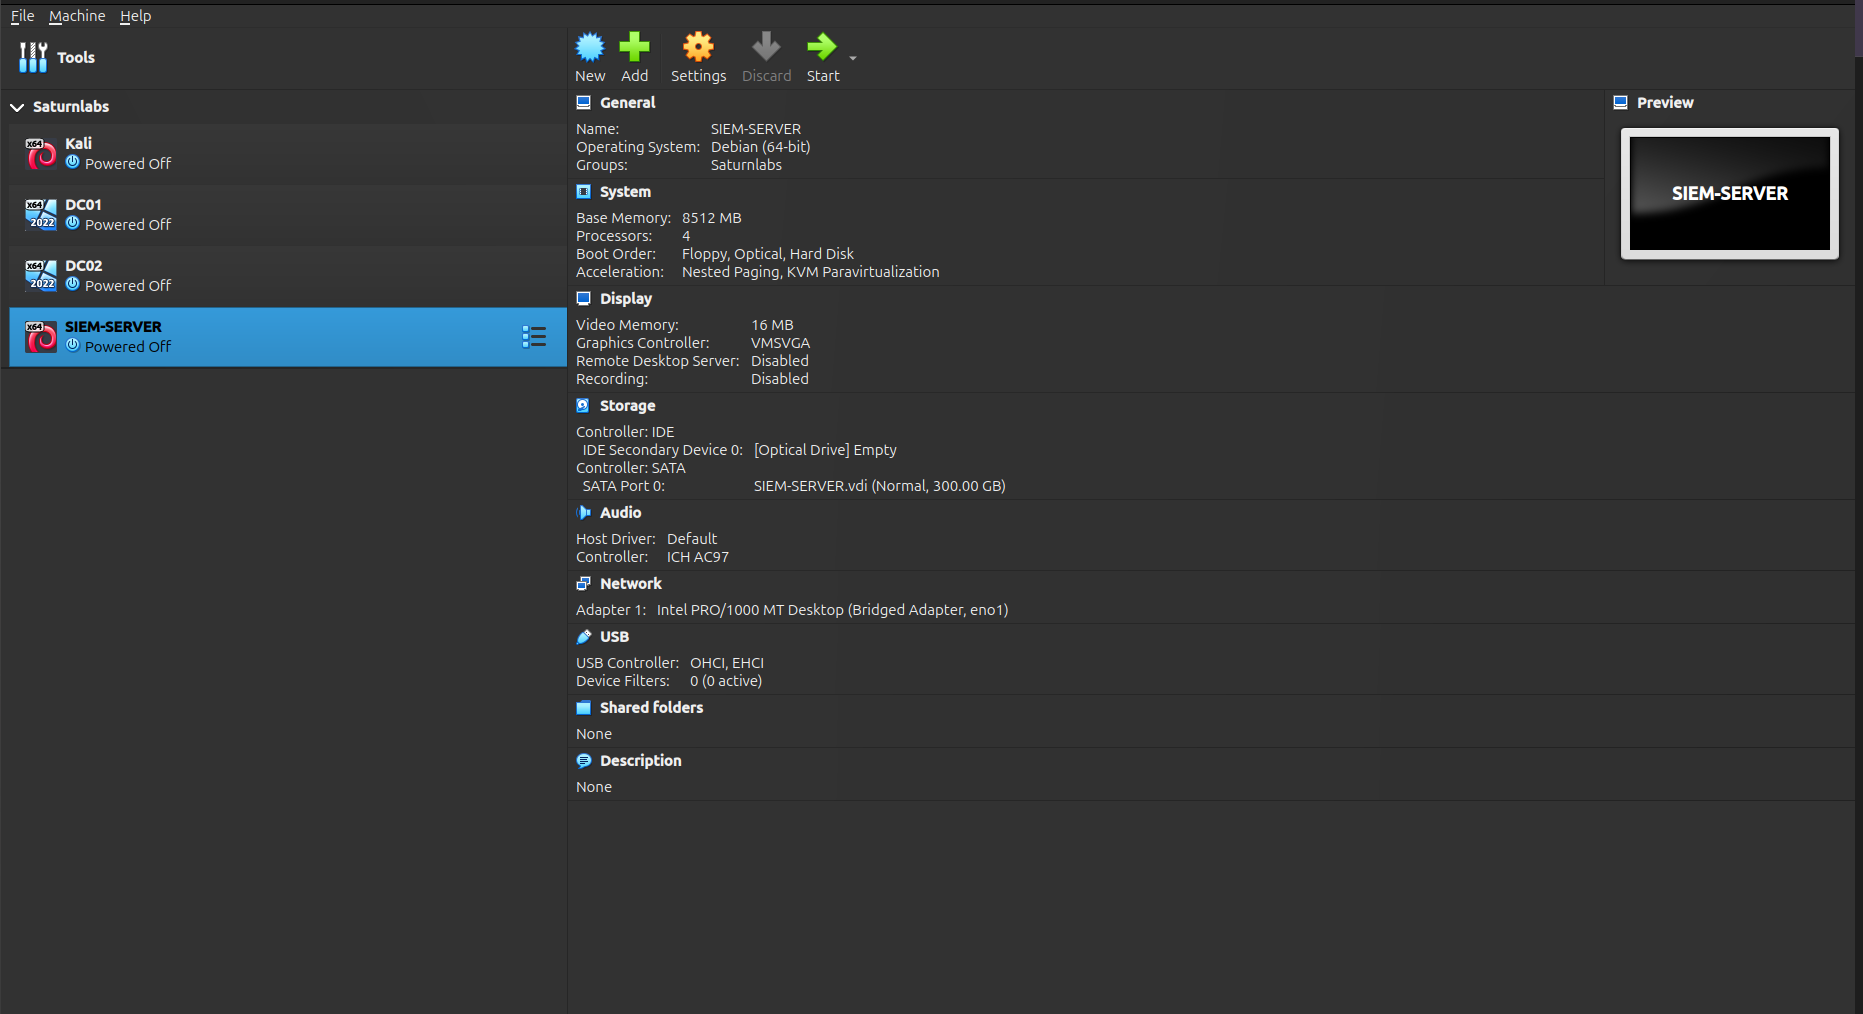 File Machine Help
Tools
New Add Settings Discard Start
Saturnlabs
x64
Kali
Powered Off
x64
2022
DC01
Powered Off
x64
2022
DC02
Powered Off
x64
SIEM-SERVER
Powered Off
General
Name: SIEM-SERVER
Operating System: Debian (64-bit)
Groups: Saturnlabs
Preview
SIEM-SERVER
System
Base Memory: 8512 MB
Processors: 4
Boot Order: Floppy, Optical, Hard Disk
Acceleration: Nested Paging, KVM Paravirtualization
Display
Video Memory: 16 MB
Graphics Controller: VMSVGA
Remote Desktop Server: Disabled
Recording: Disabled
Storage
Controller: IDE
IDE Secondary Device 0: [Optical Drive] Empty
Controller: SATA
SATA Port 0: SIEM-SERVER.vdi (Normal, 300.00 GB)
Audio
Host Driver: Default
Controller: ICH AC97
Network
Adapter 1: Intel PRO/1000 MT Desktop (Bridged Adapter, eno1)
USB
USB Controller: OHCI, EHCI
Device Filters: 0 (0 active)
Shared folders
None
Description
None